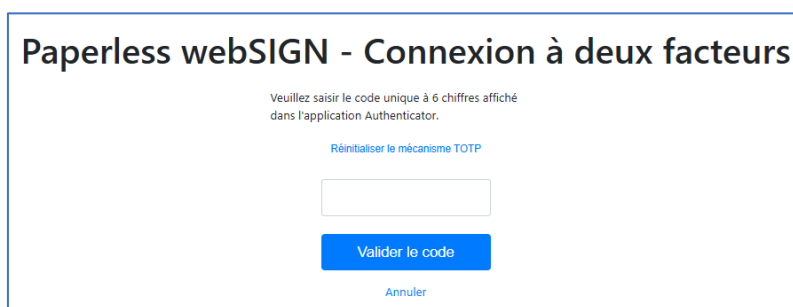 Paperless webSIGN - Connexion à deux facteurs
Veuillez saisir le code unique à 6 chiffres affiché
dans l'application Authenticator.
Réinitialiser le mécanisme TOTP
Valider le code
Annuler